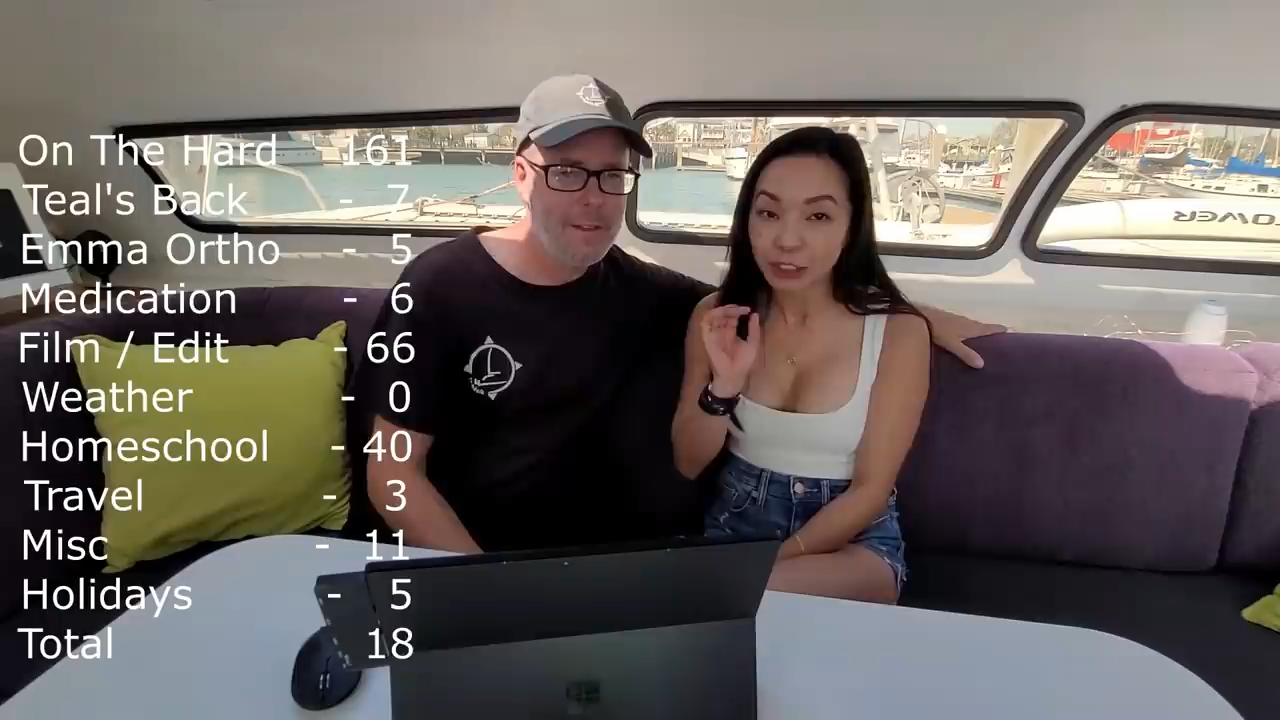 On The Hard - 161
Teal's Back - 7
Emma Ortho - 5
Medication - 6
Film / Edit - 66
Weather - 0
Homeschool - 40
Travel - 3
Misc - 11
Holidays - 5
Total 18